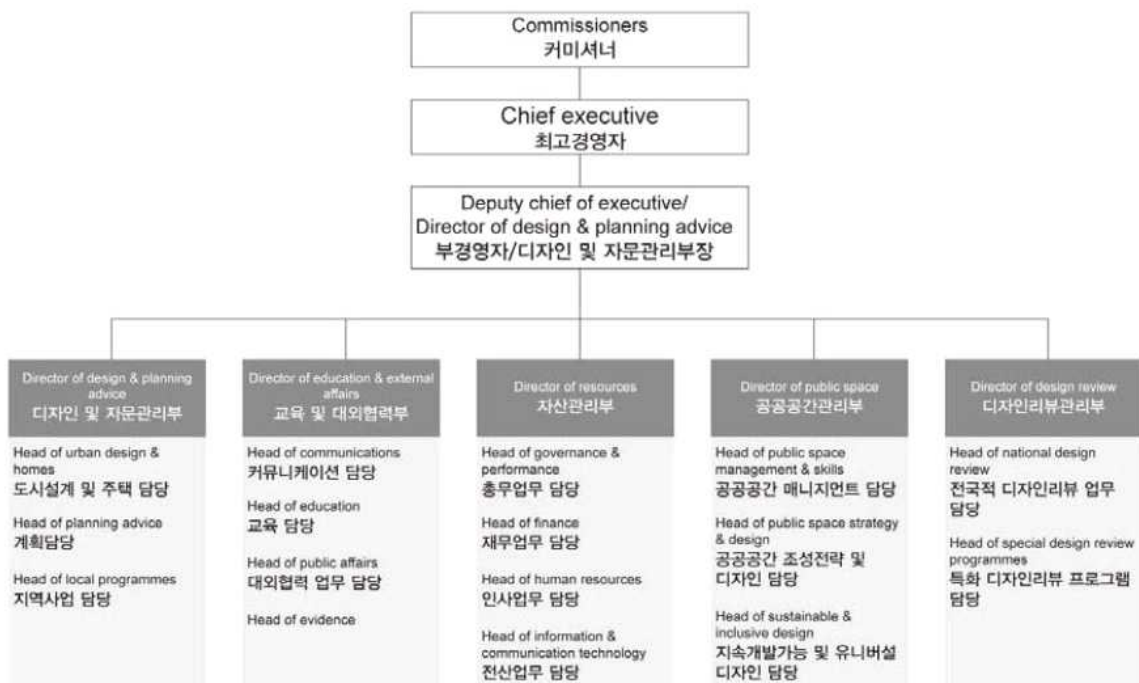 Commissioners
커미셔너
Chief executive
최고경영자
Deputy chief of executive/
Director of design & planning advice
부경영자/디자인 및 자문관리부장
Director of design & planning
advice
디자인 및 자문관리부
Head of urban design &
homes
도시설계 및 주택 담당
Head of planning advice
계획담당
Head of local programmes
지역사업 담당
Director of education & external
affairs
교육 및 대외협력부
Head of communications
커뮤니케이션 담당
Head of education
교육 담당
Head of public affairs
대외협력 업무 담당
Head of evidence
Director of resources
자산관리부
Head of governance &
performance
총무업무 담당
Head of finance
재무업무 담당
Head of human resources
인사업무 담당
Head of information &
communication technology
전산업무 담당
Director of public space
공공공간관리부
Head of public space
management & skills
공공공간 매니지먼트 담당
Head of public space strategy
& design
공공공간 조성전략 및
디자인 담당
Head of sustainable &
inclusive design
지속개발가능 및 유니버설
디자인 담당
Director of design review
디자인리뷰관리부
Head of national design
review
전국적 디자인리뷰 업무
담당
Head of special design review
programmes
특화 디자인리뷰 프로그램
담당